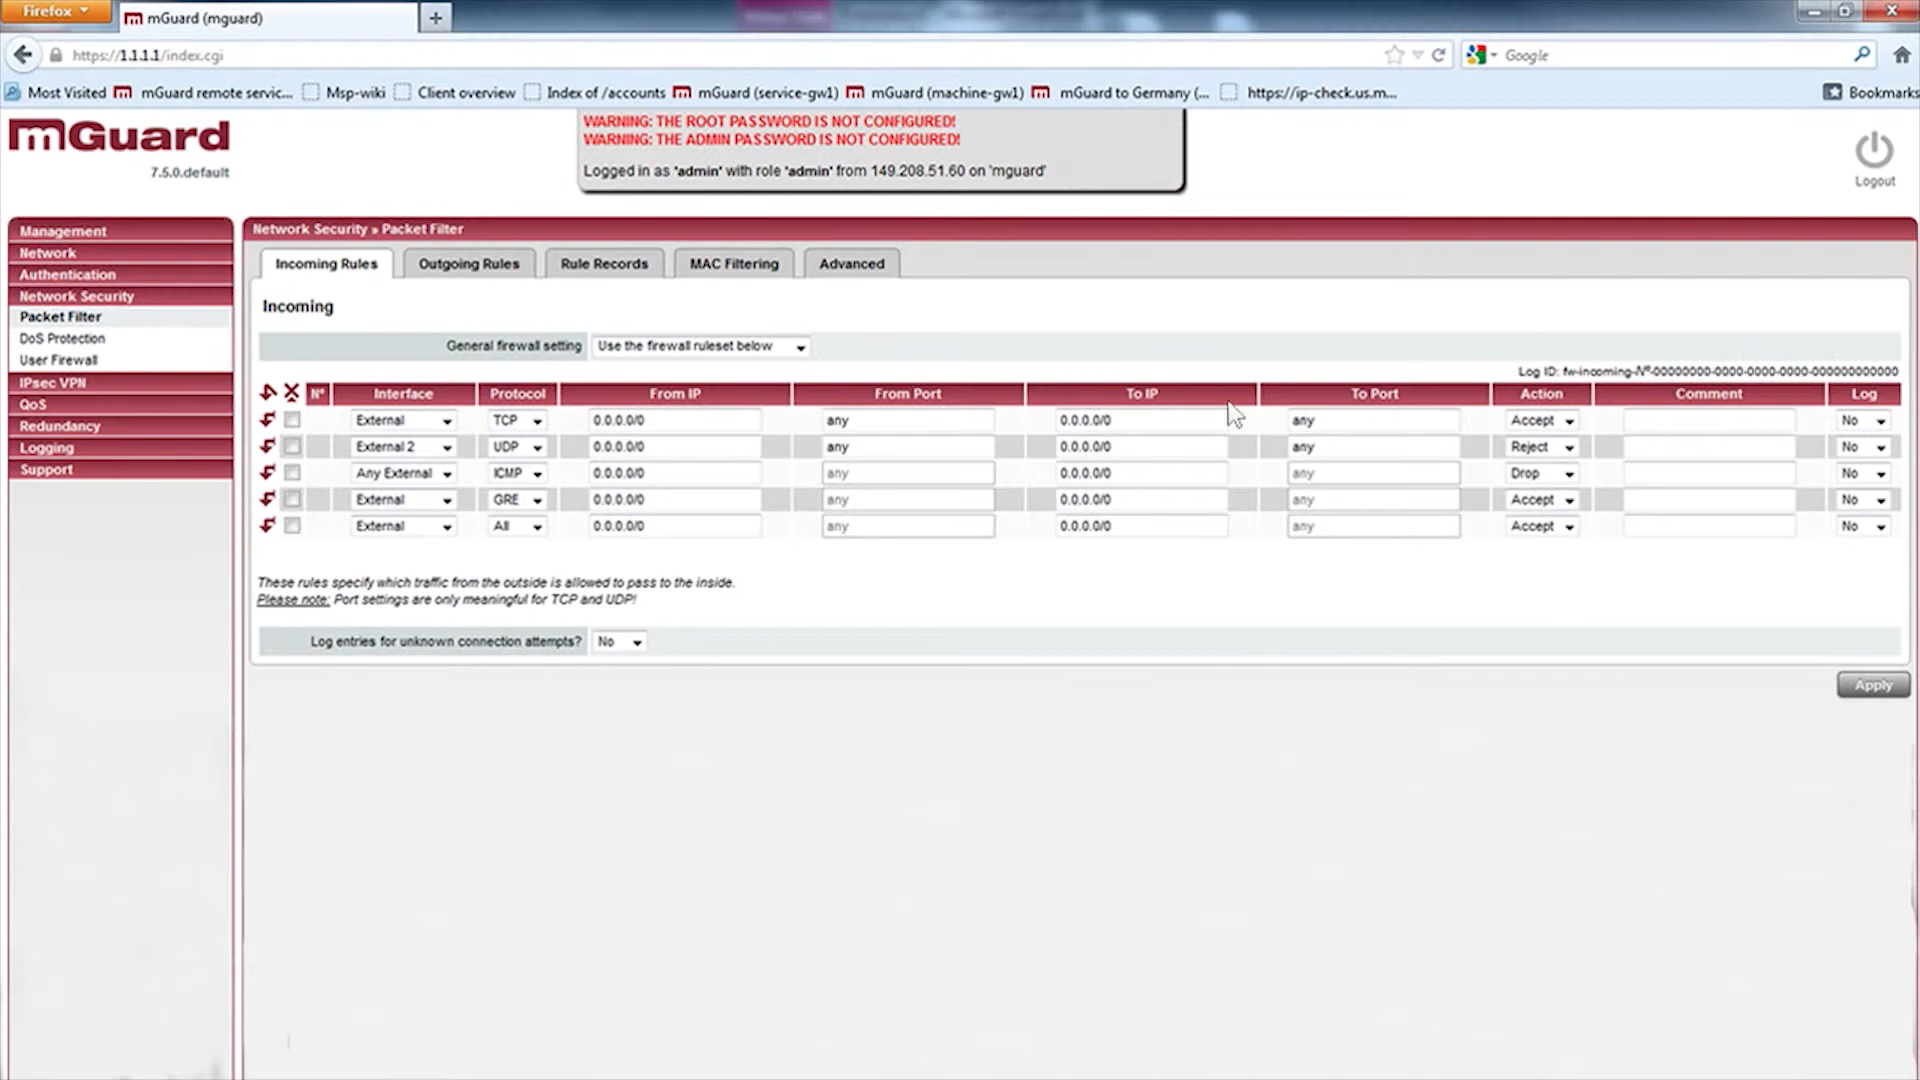 Firefox
mGuard (mguard)
https://1.1.1.1/index.cgi
Google
Most Visited mGuard remote servic... Msp-wiki Client overview Index of /accounts mGuard (service-gw1) mGuard (machine-gw1) mGuard to Germany (... https://ip-check.us.m... Bookmarks
mGuard
7.5.0.default
WARNING: THE ROOT PASSWORD IS NOT CONFIGURED!
WARNING: THE ADMIN PASSWORD IS NOT CONFIGURED!
Logged in as 'admin' with role 'admin' from 149.208.51.60 on 'mguard'
Logout
Management
Network
Authentication
Network Security
Packet Filter
DoS Protection
User Firewall
IPsec VPN
QoS
Redundancy
Logging
Support
Network Security » Packet Filter
Incoming Rules Outgoing Rules Rule Records MAC Filtering Advanced
Incoming
General firewall setting Use the firewall ruleset below
Log ID: fw-incoming-Nº-00000000-0000-0000-0000-000000000000
Nº Interface Protocol From IP From Port To IP To Port Action Comment Log
External TCP 0.0.0.0/0 any 0.0.0.0/0 any Accept No
External 2 UDP 0.0.0.0/0 any 0.0.0.0/0 any Reject No
Any External ICMP 0.0.0.0/0 any 0.0.0.0/0 any Drop No
External GRE 0.0.0.0/0 any 0.0.0.0/0 any Accept No
External All 0.0.0.0/0 any 0.0.0.0/0 any Accept No
These rules specify which traffic from the outside is allowed to pass to the inside.
Please note: Port settings are only meaningful for TCP and UDP!
Log entries for unknown connection attempts? No
Apply